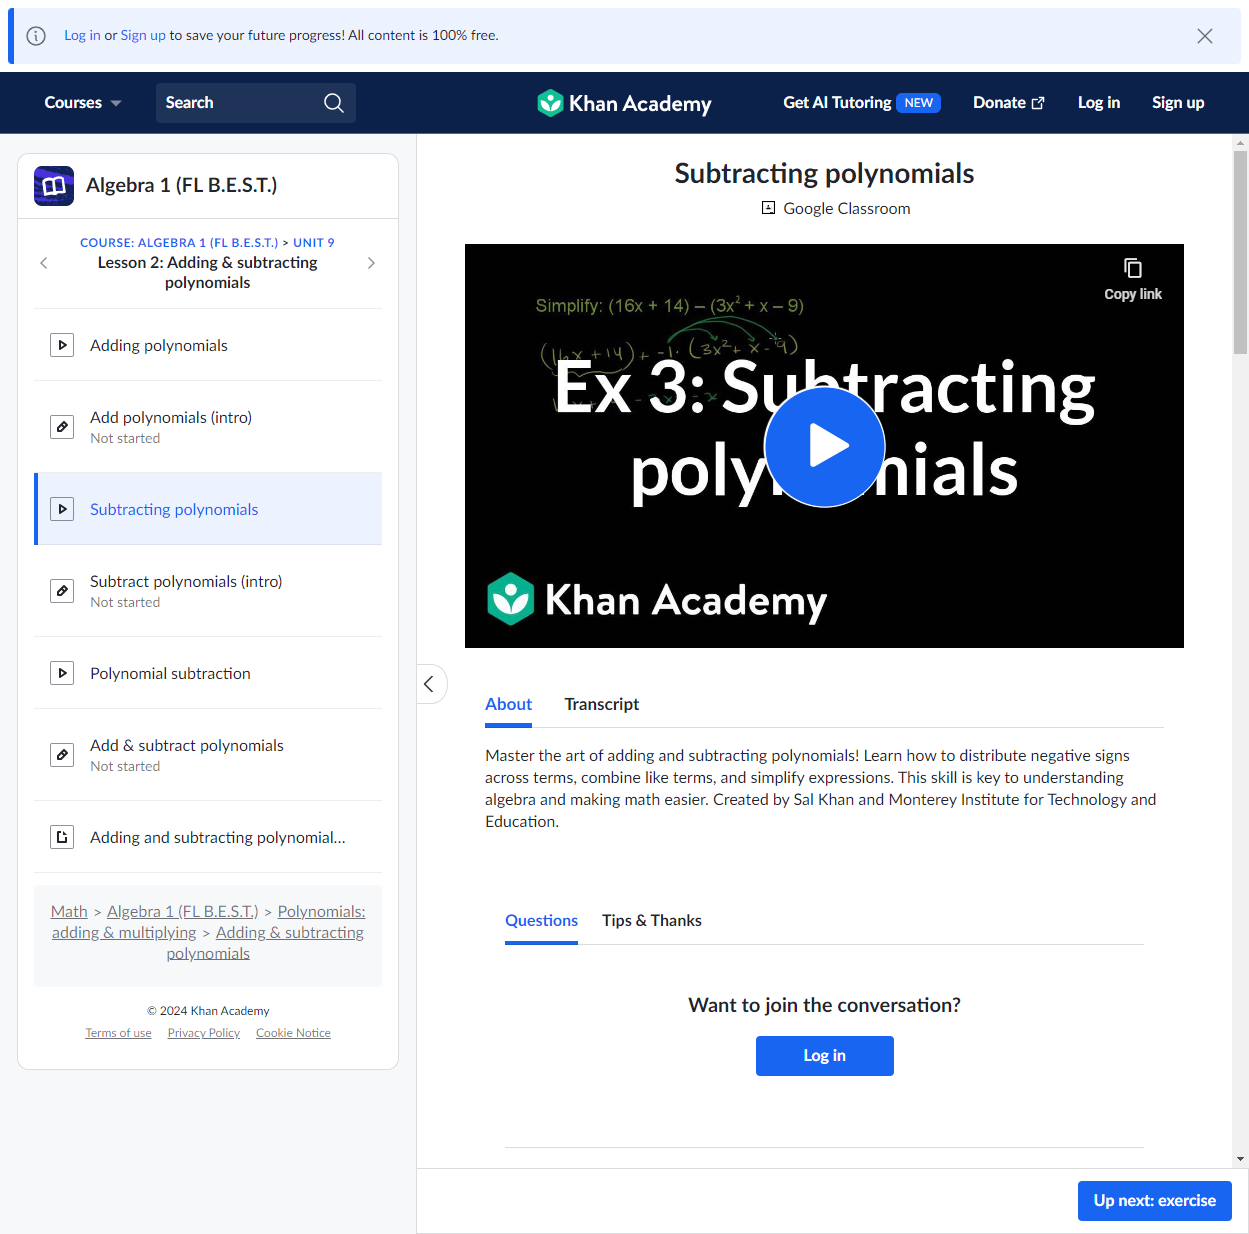 Log in or Sign up to save your future progress! All content is 100% free.
Courses
Search
Khan Academy
Get AI Tutoring NEW
Donate
Log in
Sign up
Algebra 1 (FL B.E.S.T.)
COURSE: ALGEBRA 1 (FL B.E.S.T.) > UNIT 9
Lesson 2: Adding & subtracting
polynomials
Adding polynomials
Add polynomials (intro)
Not started
Subtracting polynomials
Subtract polynomials (intro)
Not started
Polynomial subtraction
Add & subtract polynomials
Not started
Adding and subtracting polynomial...
Math > Algebra 1 (FL B.E.S.T.) > Polynomials:
adding & multiplying > Adding & subtracting
polynomials
© 2024 Khan Academy
Terms of use Privacy Policy Cookie Notice
Subtracting polynomials
Google Classroom
Copy link
Simplify: (16x + 14) – (3x² + x – 9)
(16x + 14) + -1· (3x² + x - 9)
Ex 3: Subtracting
Khan Academy
About
Transcript
Master the art of adding and subtracting polynomials! Learn how to distribute negative signs
across terms, combine like terms, and simplify expressions. This skill is key to understanding
algebra and making math easier. Created by Sal Khan and Monterey Institute for Technology and
Education.
Questions
Tips & Thanks
Want to join the conversation?
Log in
Up next: exercise